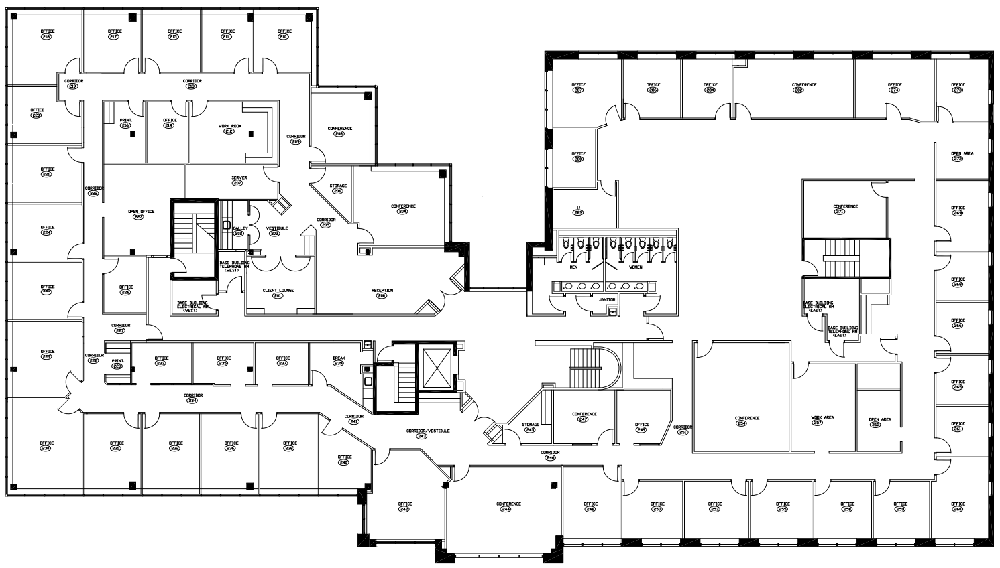 OFFICE
218
OFFICE
217
OFFICE
215
OFFICE
211
OFFICE
210
CORRIDOR
219
CORRIDOR
213
OFFICE
220
PRINT.
216
OFFICE
214
WORK ROOM
212
CORRIDOR
209
CONFERENCE
208
OFFICE
221
CORRIDOR
222
SERVER
207
STORAGE
206
CONFERENCE
204
OPEN OFFICE
223
OFFICE
224
GALLEY
202
VESTIBULE
203
CORRIDOR
205
BASE BUILDING
TELEPHONE RM
(WEST)
OFFICE
225
OFFICE
226
CLIENT LOUNGE
201
RECEPTION
200
BASE BUILDING
ELECTRICAL RM
(WEST)
CORRIDOR
227
OFFICE
229
CORRIDOR
222
PRINT.
228
OFFICE
233
OFFICE
235
OFFICE
237
BREAK
239
CORRIDOR
234
CORRIDOR
241
OFFICE
230
OFFICE
231
OFFICE
232
OFFICE
236
OFFICE
238
OFFICE
240
CORRIDOR/VESTIBULE
243
OFFICE
242
CONFERENCE
244
STORAGE
245
CORRIDOR
246
CONFERENCE
247
OFFICE
249
OFFICE
248
CORRIDOR
251
OFFICE
287
OFFICE
286
OFFICE
284
CONFERENCE
282
OFFICE
274
OFFICE
273
OFFICE
288
OPEN AREA
272
IT
289
CONFERENCE
271
OFFICE
269
MEN
WOMEN
JANITOR
OFFICE
268
BASE BUILDING
ELECTRICAL RM
(EAST)
BASE BUILDING
TELEPHONE RM
(EAST)
OFFICE
266
OFFICE
265
CONFERENCE
254
WORK AREA
257
OPEN AREA
262
OFFICE
261
OFFICE
250
OFFICE
253
OFFICE
255
OFFICE
258
OFFICE
259
OFFICE
260